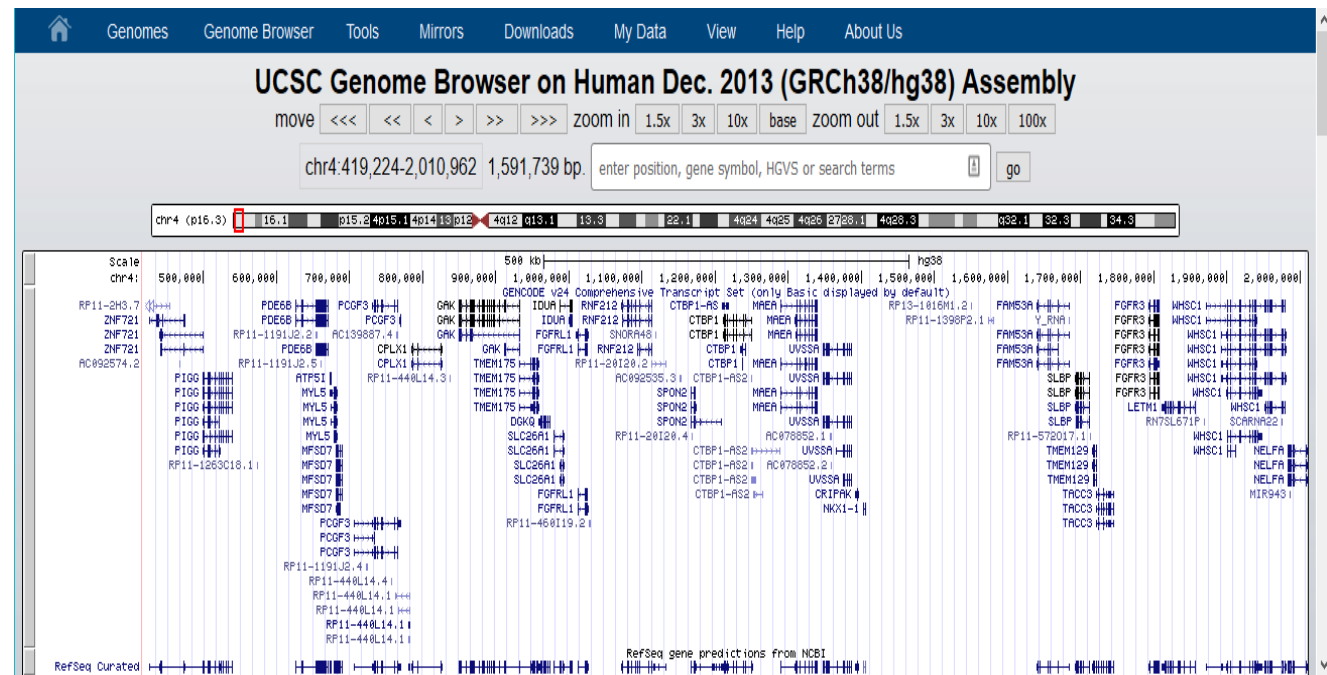 Genomes Genome Browser Tools Mirrors Downloads My Data View Help About Us
UCSC Genome Browser on Human Dec. 2013 (GRCh38/hg38) Assembly
move <<< << < > >> >>> zoom in 1.5x 3x 10x base zoom out 1.5x 3x 10x 100x
chr4:419,224-2,010,962 1,591,739 bp. enter position, gene symbol, HGVS or search terms go
chr4 (p16.3) 16.1 p15.2 4p15.1 4p14 13 p12 4q12 q13.1 13.3 22.1 4q24 4q25 4q26 27 28.1 4q28.3 q32.1 32.3 34.3
Scale 500 kb hg38
chr4: 500,000 600,000 700,000 800,000 900,000 1,000,000 1,100,000 1,200,000 1,300,000 1,400,000 1,500,000 1,600,000 1,700,000 1,800,000 1,900,000 2,000,000
GENCODE v24 Comprehensive Transcript Set (only Basic displayed by default)
RP11-2H3.7 PDE6B PCGF3 GAK IDUA RNF212 CTBP1-AS MAEA RP13-1016M1.2 FAM53A FGFR3 WHSC1
ZNF721 PDE6B PCGF3 GAK IDUA RNF212 CTBP1 MAEA RP11-1398P2.1 Y_RNA FGFR3 WHSC1
ZNF721 RP11-1191J2.2 AC139887.4 GAK FGFRL1 SNORA48 CTBP1 MAEA FAM53A FGFR3 WHSC1
ZNF721 PDE6B CPLX1 GAK FGFRL1 RNF212 CTBP1 UVSSA FAM53A FGFR3 WHSC1
AC092574.2 RP11-1191J2.5 CPLX1 TMEM175 RP11-20I20.2 CTBP1 MAEA FAM53A FGFR3 WHSC1
PIGG ATP5I RP11-440L14.3 TMEM175 AC092535.3 CTBP1-AS2 UVSSA SLBP FGFR3 WHSC1
PIGG MYL5 TMEM175 SPON2 MAEA SLBP FGFR3 WHSC1
PIGG MYL5 TMEM175 SPON2 MAEA SLBP LETM1 WHSC1
PIGG MYL5 DGKQ SPON2 UVSSA SLBP RN7SL671P SCARNA22
PIGG MYL5 SLC26A1 RP11-20I20.4 AC078852.1 RP11-572O17.1 WHSC1
PIGG MFSD7 SLC26A1 CTBP1-AS2 UVSSA TMEM129 WHSC1 NELFA
RP11-1263C18.1 MFSD7 SLC26A1 CTBP1-AS2 AC078852.2 TMEM129 NELFA
MFSD7 SLC26A1 CTBP1-AS2 UVSSA TMEM129 NELFA
MFSD7 FGFRL1 CTBP1-AS2 CRIPAK TACC3 MIR943
MFSD7 FGFRL1 NKX1-1 TACC3
PCGF3 RP11-460I19.2 TACC3
PCGF3
PCGF3
RP11-1191J2.4
RP11-440L14.4
RP11-440L14.1
RP11-440L14.1
RP11-440L14.1
RP11-440L14.1
RefSeq gene predictions from NCBI
RefSeq Curated